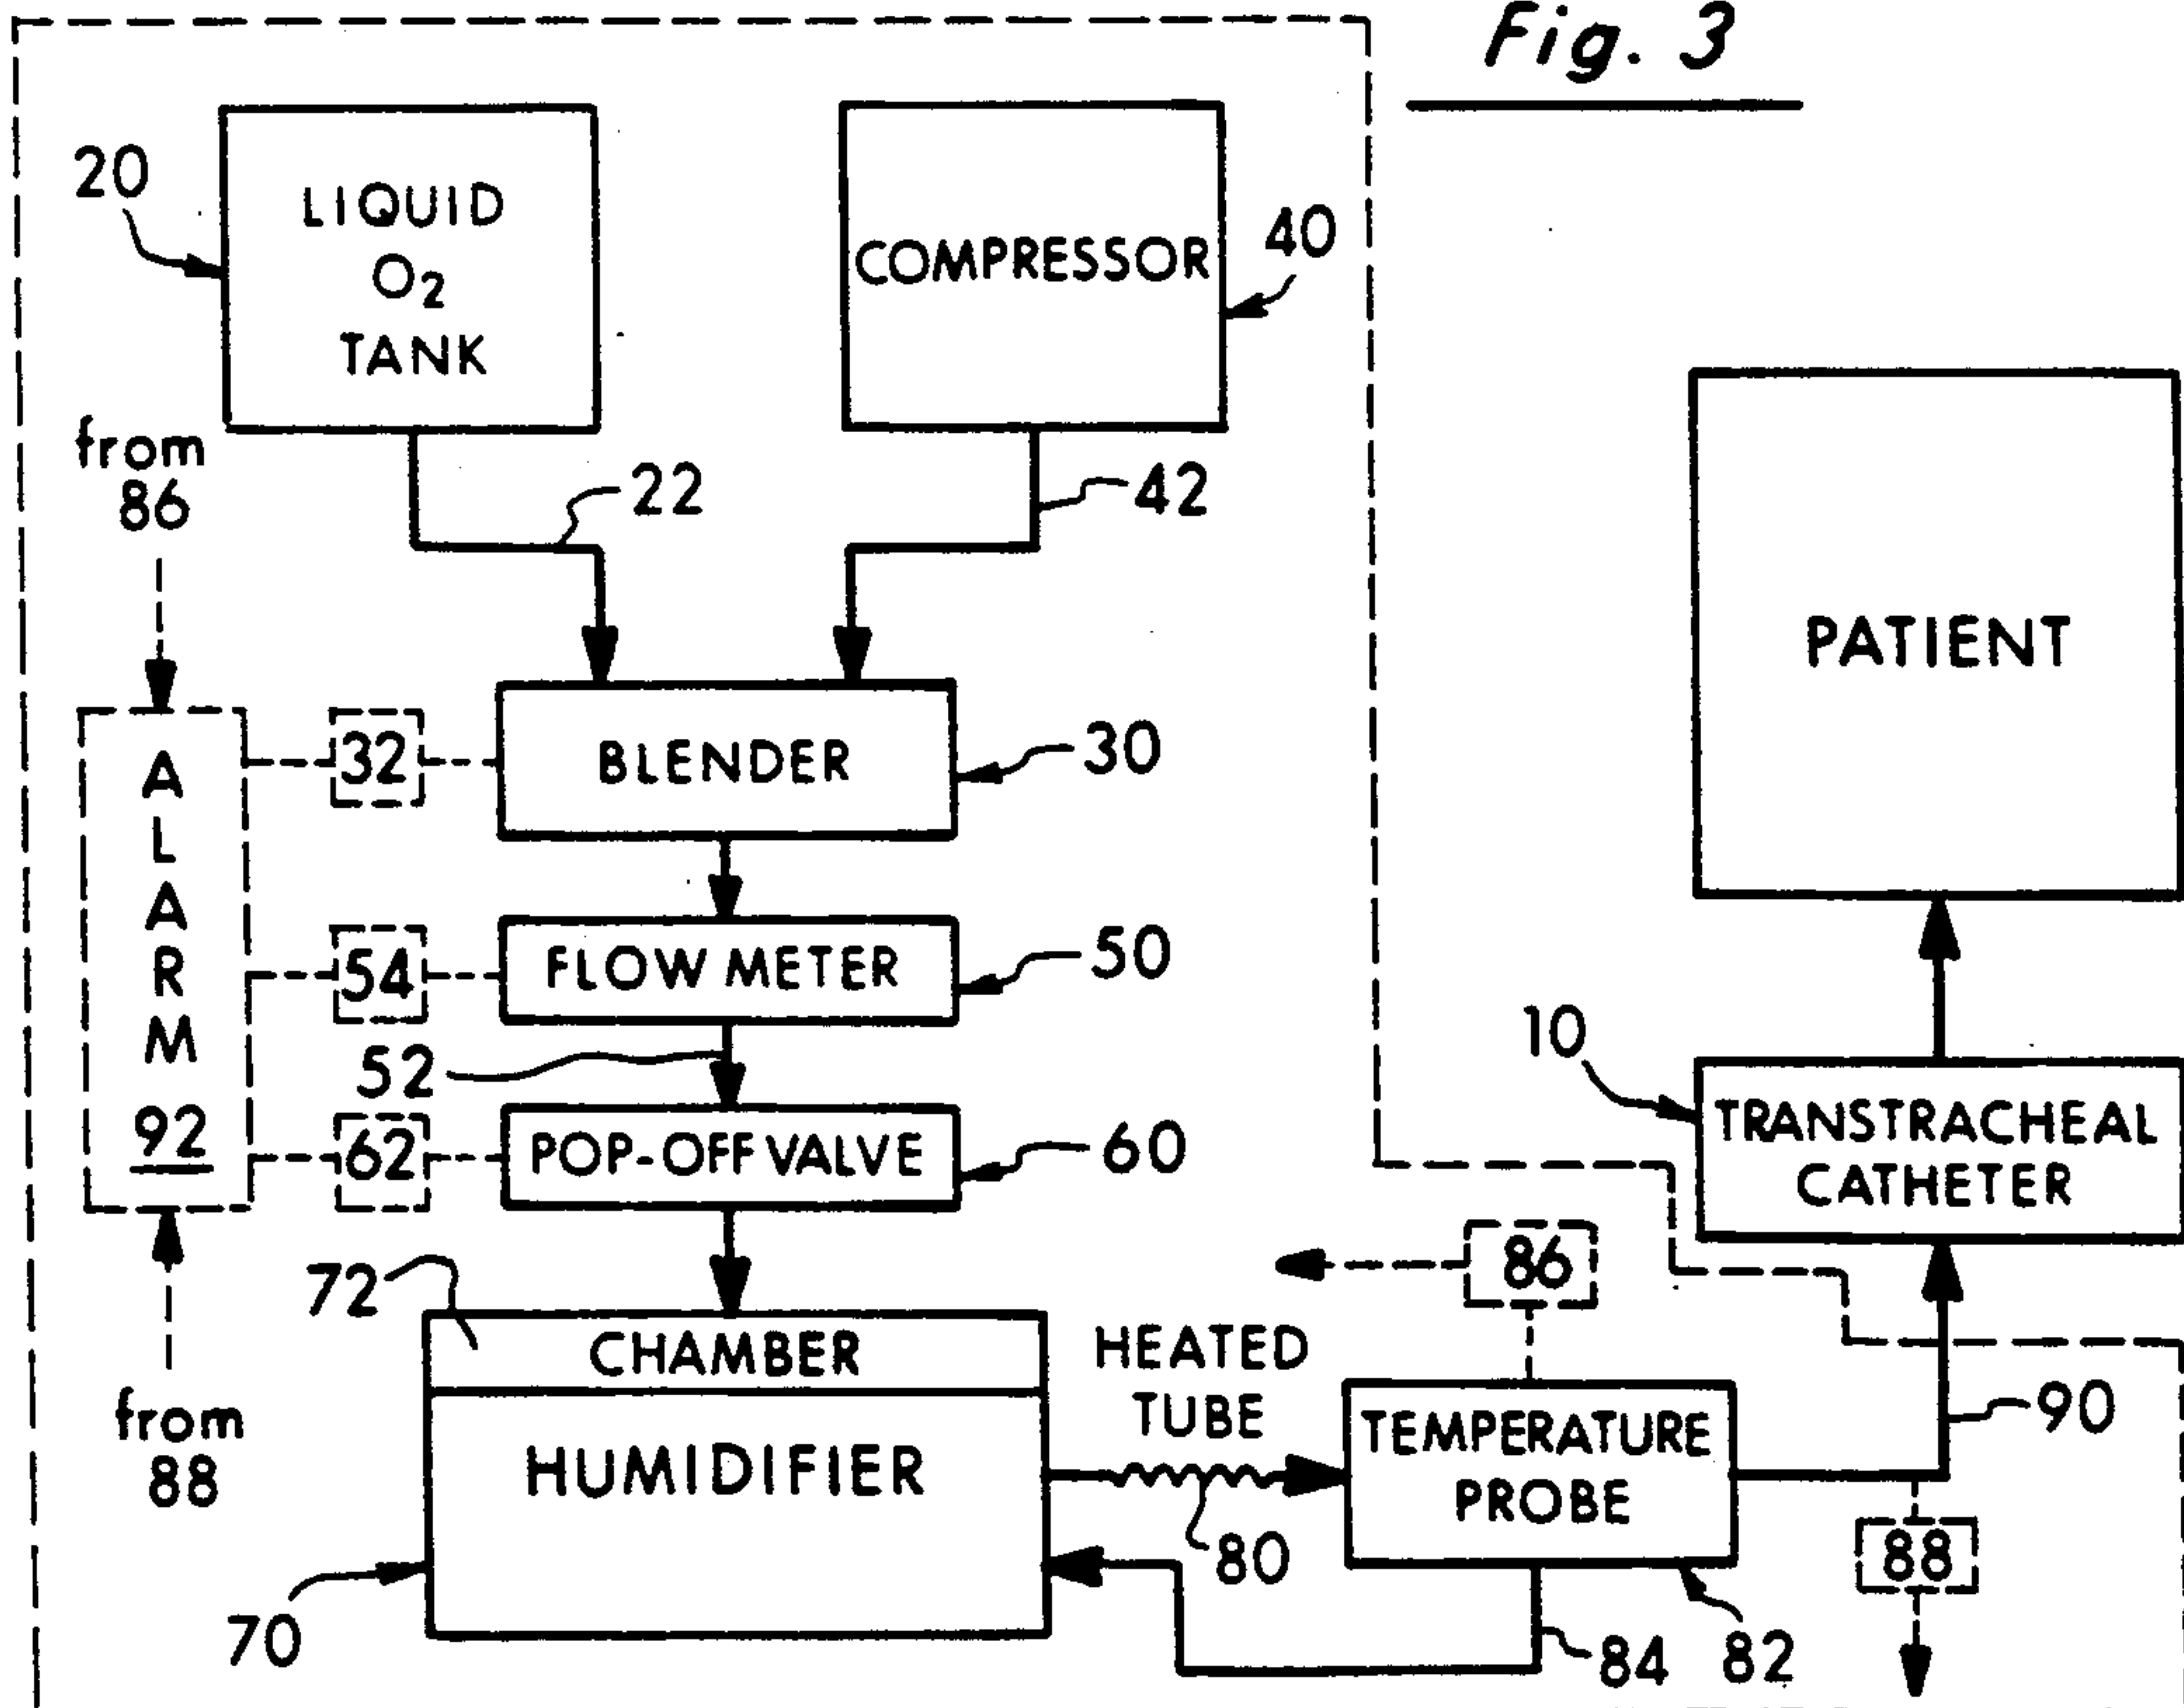 Fig. 3
20
LIQUID
O2
TANK
COMPRESSOR
40
from
86
22
42
PATIENT
32
BLENDER
30
ALARM
92
54
FLOW METER
50
52
10
TRANSTRACHEAL
CATHETER
62
POP-OFF VALVE
60
86
72
CHAMBER
HEATED
TUBE
from
88
HUMIDIFIER
TEMPERATURE
PROBE
90
80
88
70
84
82